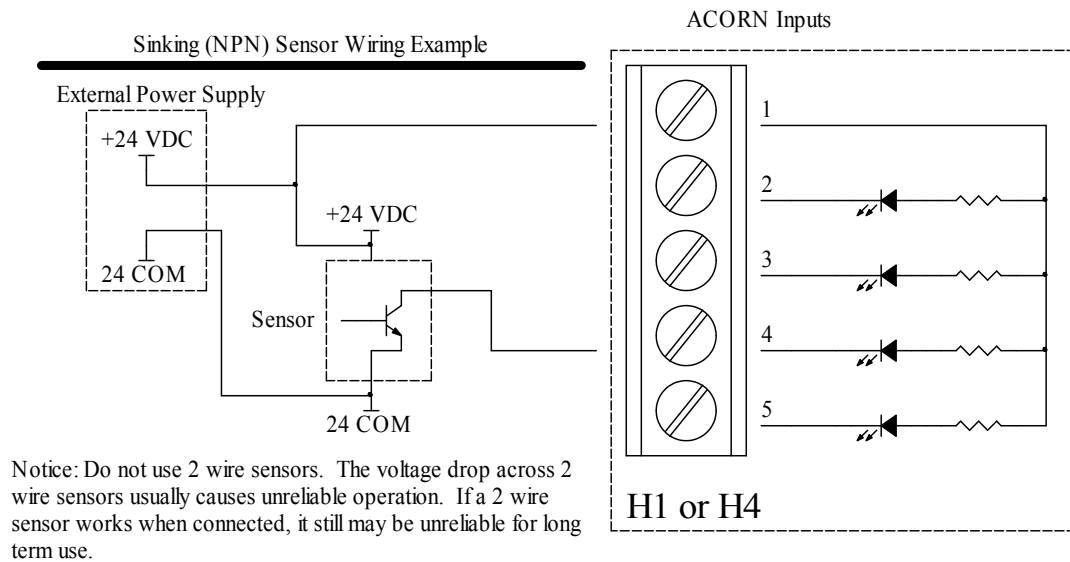 ACORN Inputs
Sinking (NPN) Sensor Wiring Example
External Power Supply
+24 VDC
24 COM
+24 VDC
Sensor
24 COM
1
2
3
4
5
H1 or H4
Notice: Do not use 2 wire sensors. The voltage drop across 2
wire sensors usually causes unreliable operation. If a 2 wire
sensor works when connected, it still may be unreliable for long
term use.